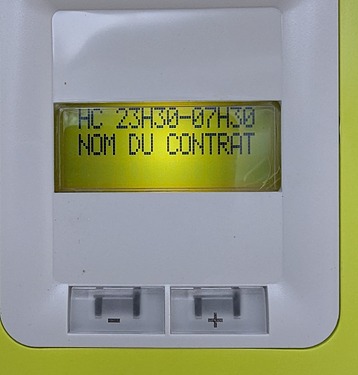 HC 23H30-07H30
NOM DU CONTRAT
- +